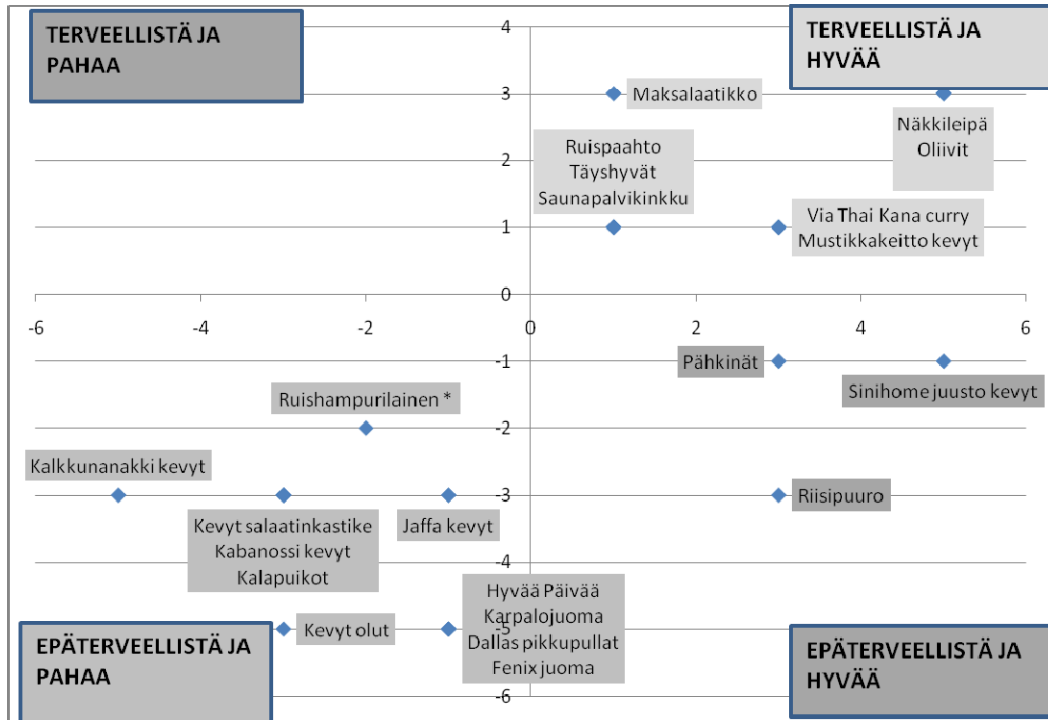 TERVEELLISTÄ JA
PAHAA
TERVEELLISTÄ JA
HYVÄÄ
4
3
Maksalaatikko
Näkkileipä
Oliivit
Ruispaahto
Täyshyvät
Saunapalvikinkku
2
1
Via Thai Kana curry
Mustikkakeitto kevyt
0
-6
-4
-2
0
2
4
6
-1
Pähkinät
Sinihome juusto kevyt
Ruishampurilainen *
-2
Kalkkunanakki kevyt
-3
Riisipuuro
Kevyt salaatinkastike
Kabanossi kevyt
Kalapuikot
Jaffa kevyt
-4
Hyvää Päivää
Karpalojuoma
Dallas pikkupullat
Fenix juoma
Kevyt olut
-5
EPÄTERVEELLISTÄ JA
PAHAA
EPÄTERVEELLISTÄ JA
HYVÄÄ
-6